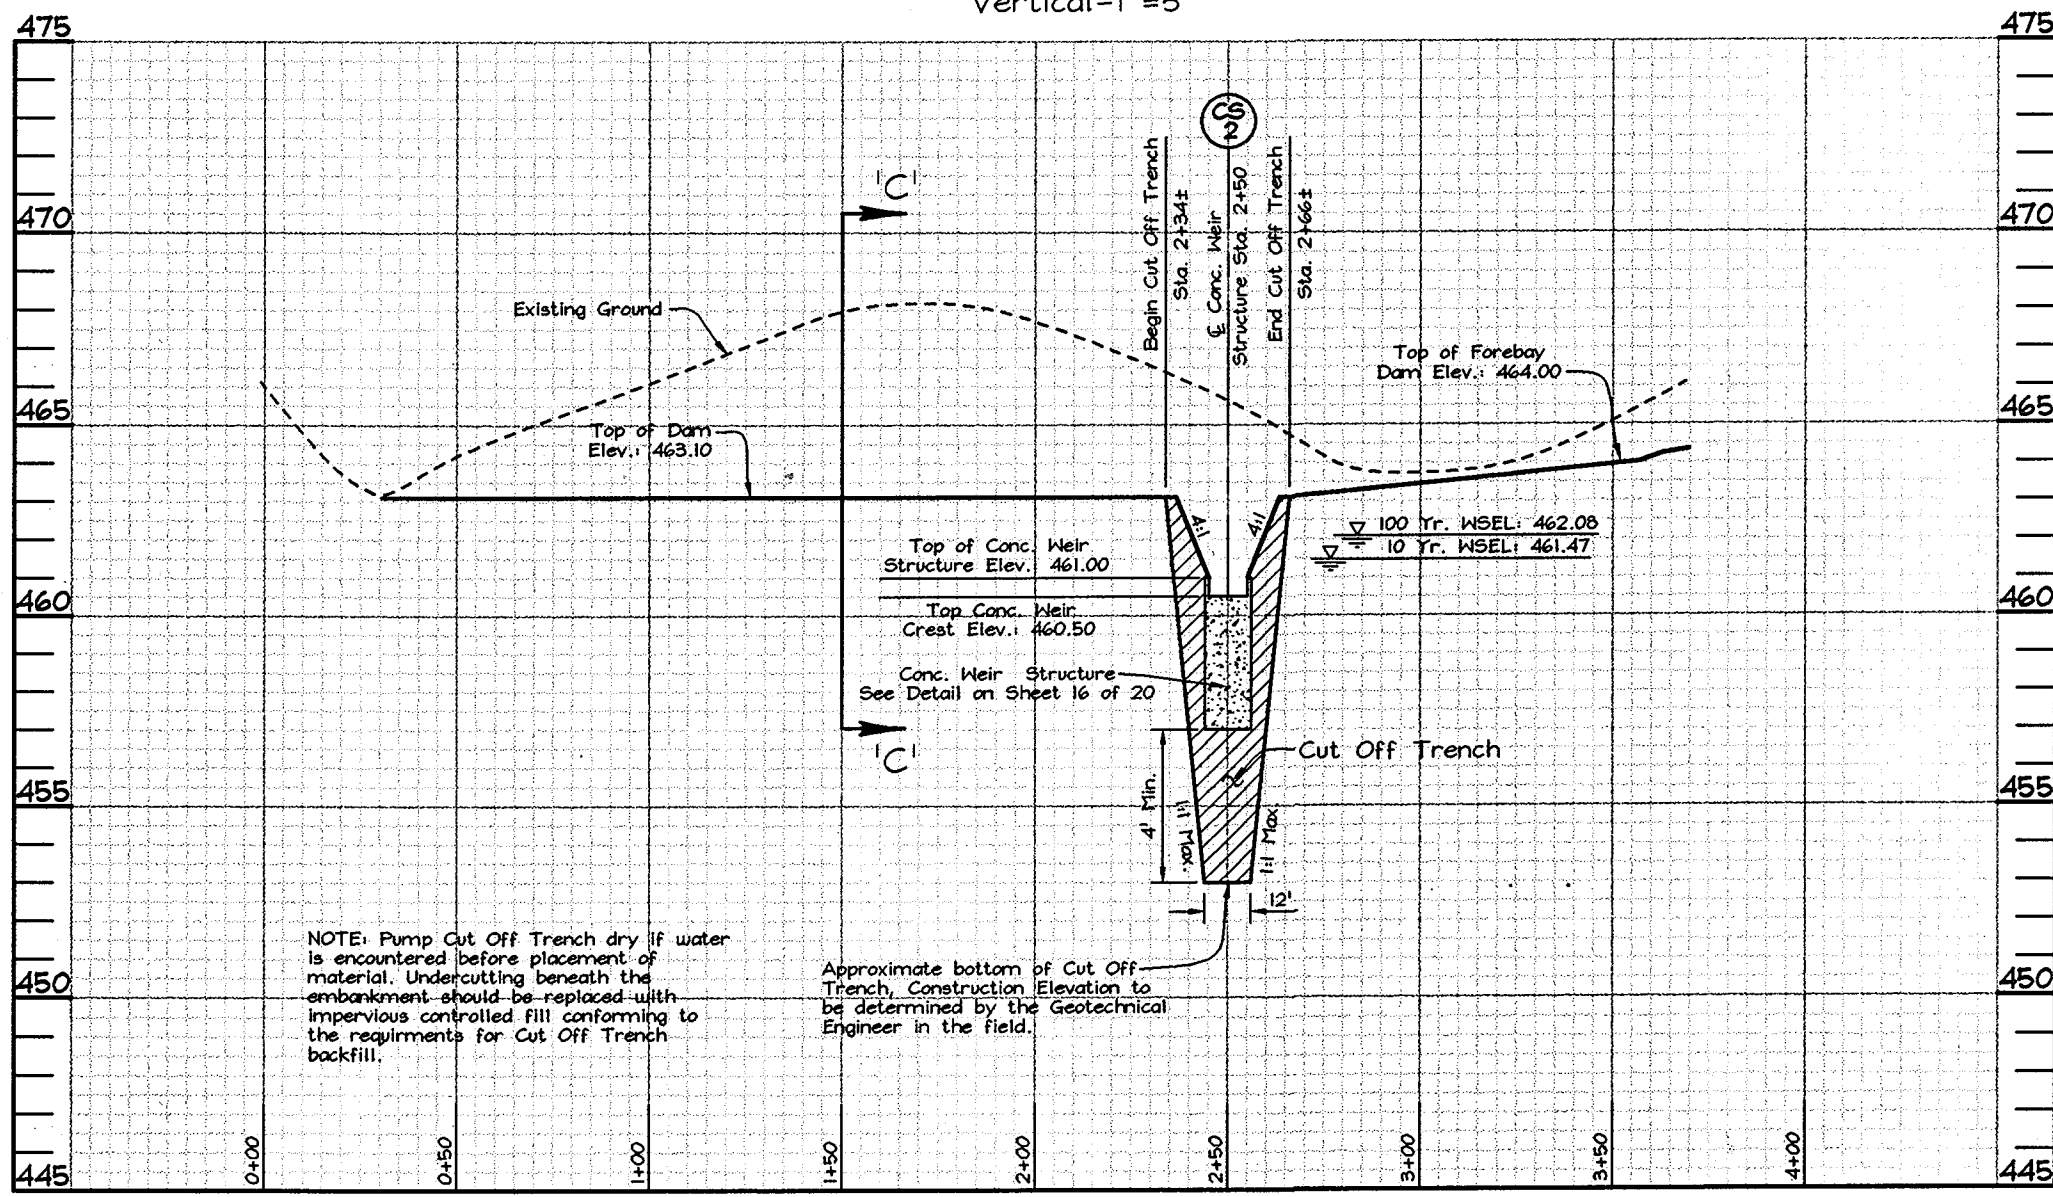 Vertical-1"=5'
475
475
CS
2
Begin Cut Off Trench
Sta. 2+34±
℄ Conc. Weir
Structure Sta. 2+50
End Cut Off Trench
Sta. 2+66±
'C'
470
470
Existing Ground
Top of Forebay
Dam Elev.: 464.00
465
465
Top of Dam
Elev.: 463.10
4:1
4:1
100 Yr. WSEL: 462.08
10 Yr. WSEL: 461.47
Top of Conc. Weir
Structure Elev. 461.00
460
460
Top Conc. Weir
Crest Elev.: 460.50
Conc. Weir Structure
See Detail on Sheet 16 of 20
'C'
Cut Off Trench
455
455
4' Min.
1:1 Max.
1:1 Max.
12'
NOTE: Pump Cut Off Trench dry if water
is encountered before placement of
material. Undercutting beneath the
embankment should be replaced with
impervious controlled fill conforming to
the requirments for Cut Off Trench
backfill.
Approximate bottom of Cut Off
Trench, Construction Elevation to
be determined by the Geotechnical
Engineer in the field.
450
450
0+00
0+50
1+00
1+50
2+00
2+50
3+00
3+50
4+00
445
445